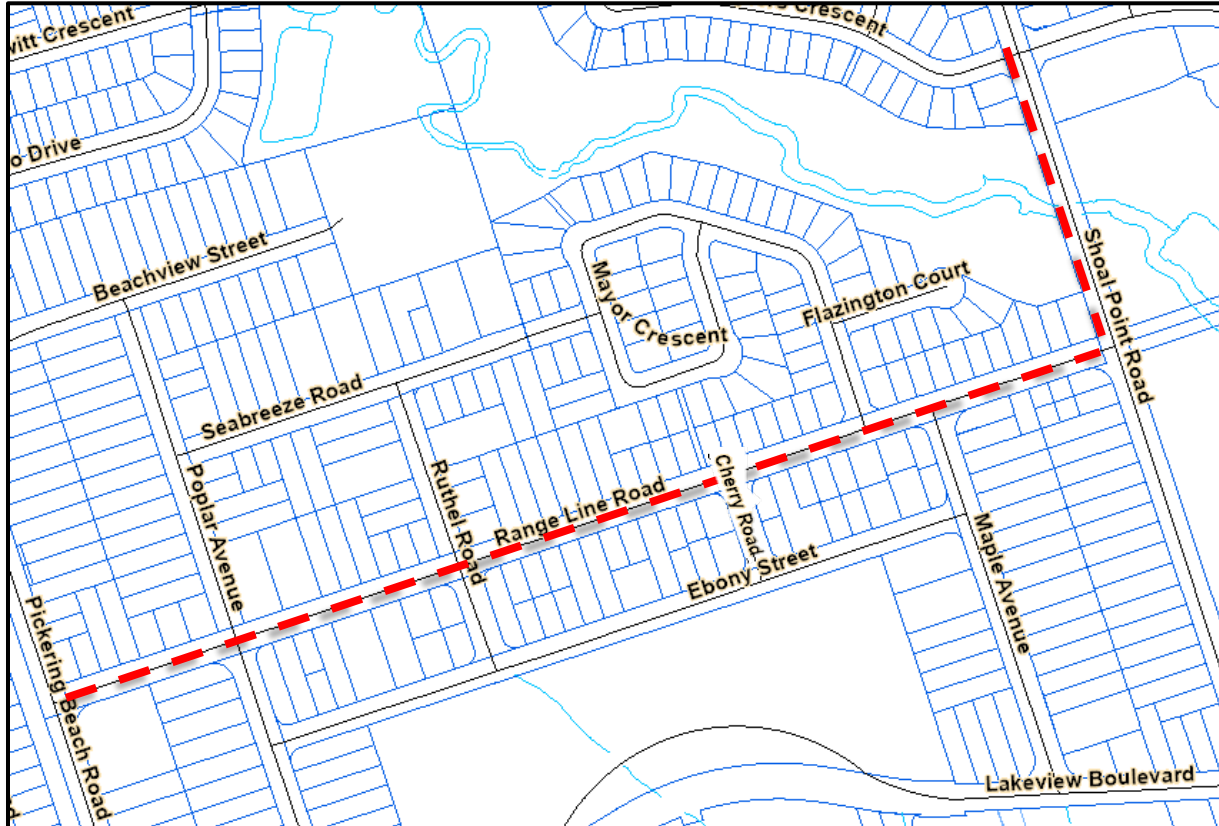 witt Crescent
Crescent
o Drive
Beachview Street
Shoal Point Road
Mayor Crescent
Flazington Court
Seabreeze Road
Poplar Avenue
Ruthel Road
Range Line Road
Cherry Road
Ebony Street
Maple Avenue
Pickering Beach Road
Lakeview Boulevard